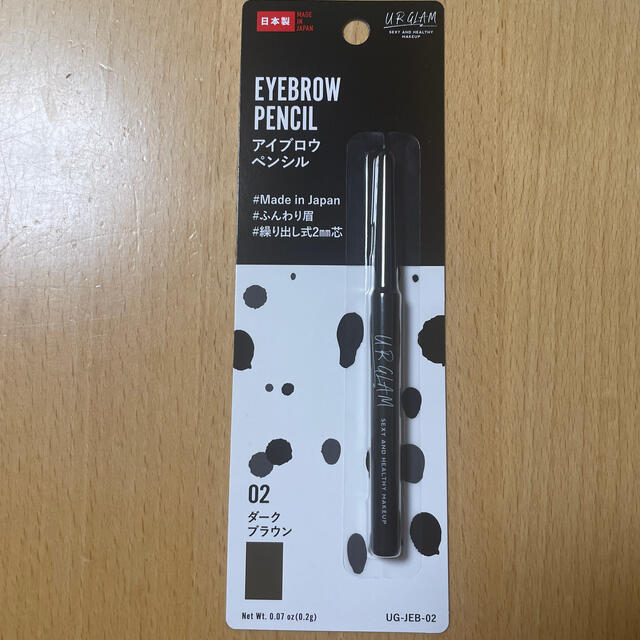 日本製
MADE
IN
JAPAN
UR GLAM
SEXY AND HEALTHY
MAKEUP
EYEBROW
PENCIL
アイブロウ
ペンシル
#Made in Japan
#ふんわり眉
#繰り出し式2㎜芯
UR GLAM
SEXY AND HEALTHY MAKEUP
02
ダーク
ブラウン
Net Wt. 0.07 oz(0.2g)
UG-JEB-02